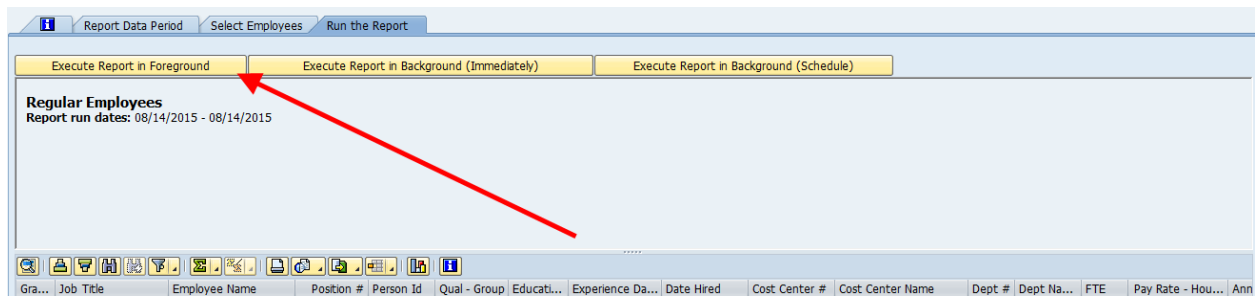 Report Data Period Select Employees Run the Report
Execute Report in Foreground Execute Report in Background (Immediately) Execute Report in Background (Schedule)
Regular Employees
Report run dates: 08/14/2015 - 08/14/2015
Gra... Job Title Employee Name Position # Person Id Qual - Group Educati... Experience Da... Date Hired Cost Center # Cost Center Name Dept # Dept Na... FTE Pay Rate - Hou... Ann